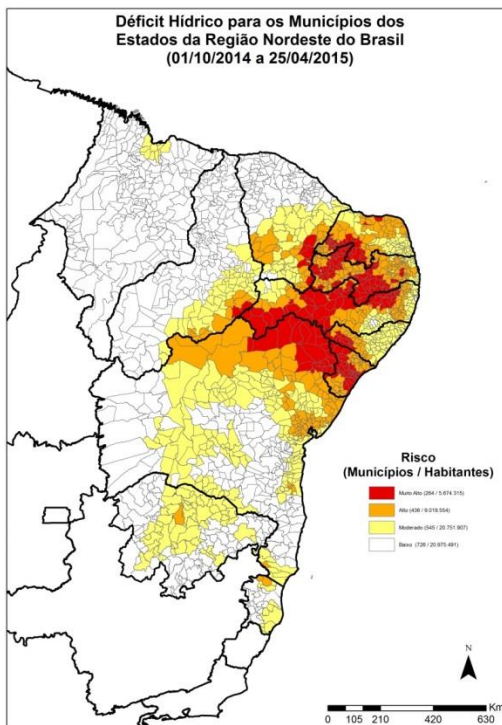 Déficit Hídrico para os Municípios dos
Estados da Região Nordeste do Brasil
(01/10/2014 a 25/04/2015)
Risco
(Municípios / Habitantes)
Muito Alto (264 / 5.674.315)
Alto (438 / 9.018.554)
Moderado (545 / 20.751.907)
Baixo (728 / 20.975.491)
N
Km
0 105 210 420 630